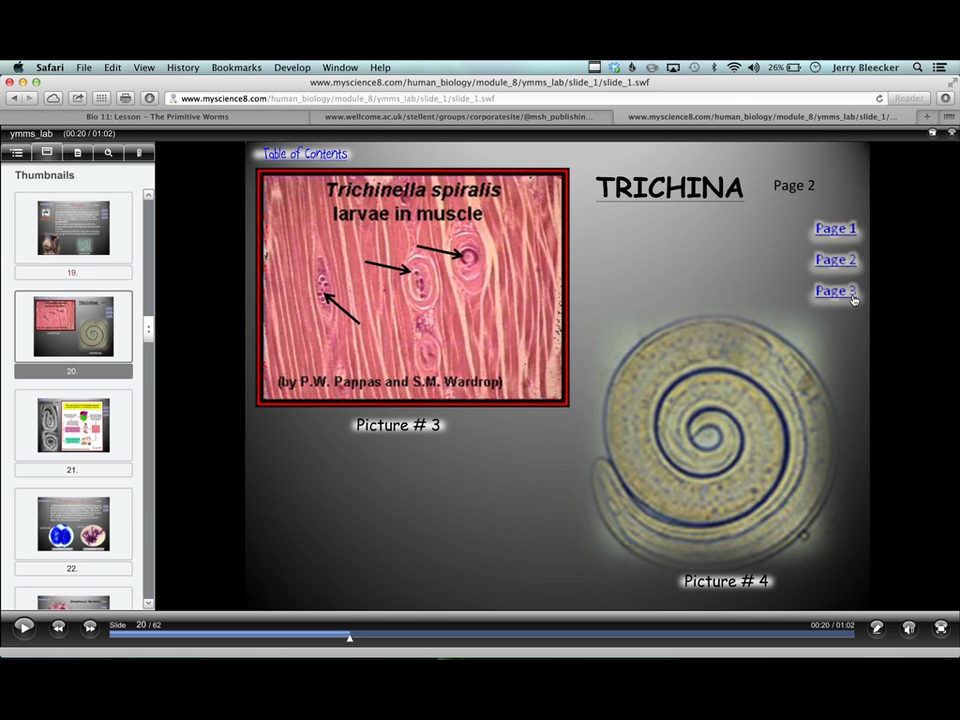 Safari File Edit View History Bookmarks Develop Window Help 26% Jerry Bleecker
www.myscience8.com/human_biology/module_8/ymms_lab/slide_1/slide_1.swf
www.myscience8.com/human_biology/module_8/ymms_lab/slide_1/slide_1.swf Reader
Bio 11: Lesson – The Primitive Worms www.wellcome.ac.uk/stellent/groups/corporatesite/@msh_publishin... www.myscience8.com/human_biology/module_8/ymms_lab/slide_1/...
ymms_lab (00:20 / 01:02)
Thumbnails
19.
20.
21.
22.
Table of Contents
Trichinella spiralis
larvae in muscle
(by P.W. Pappas and S.M. Wardrop)
Picture # 3
TRICHINA Page 2
Page 1
Page 2
Page 3
Picture # 4
Slide 20 / 62 00:20 / 01:02